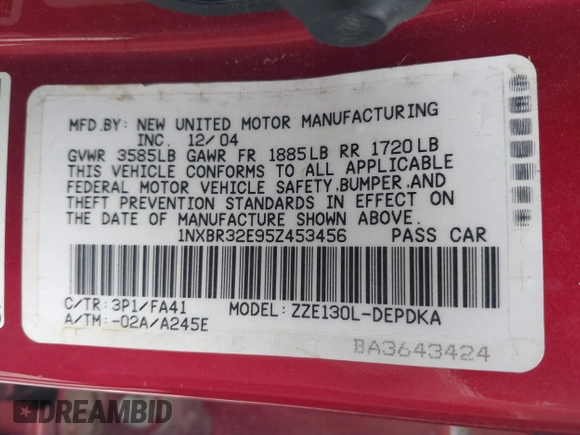 MFD.BY: NEW UNITED MOTOR MANUFACTURING
INC. 12/04
GVWR 3585LB GAWR FR 1885LB RR 1720LB
THIS VEHICLE CONFORMS TO ALL APPLICABLE
FEDERAL MOTOR VEHICLE SAFETY,BUMPER,AND
THEFT PREVENTION STANDARDS IN EFFECT ON
THE DATE OF MANUFACTURE SHOWN ABOVE.
1NXBR32E95Z453456 PASS CAR
C/TR:3P1/FA41 MODEL:ZZE130L-DEPDKA
A/TM:-02A/A245E
BA3643424
DREAMBID